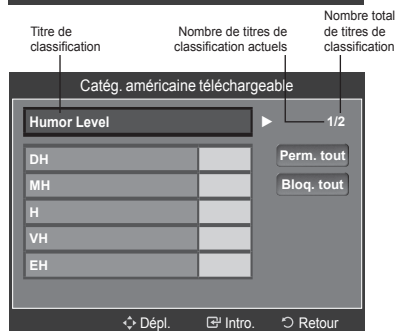 Titre de
classification
Nombre de titres de
classification actuels
Nombre total
de titres de
classification
Catég. américaine téléchargeable
Humor Level ► 1/2
DH
MH
H
VH
EH
Perm. tout
Bloq. tout
Dépl. Intro. Retour